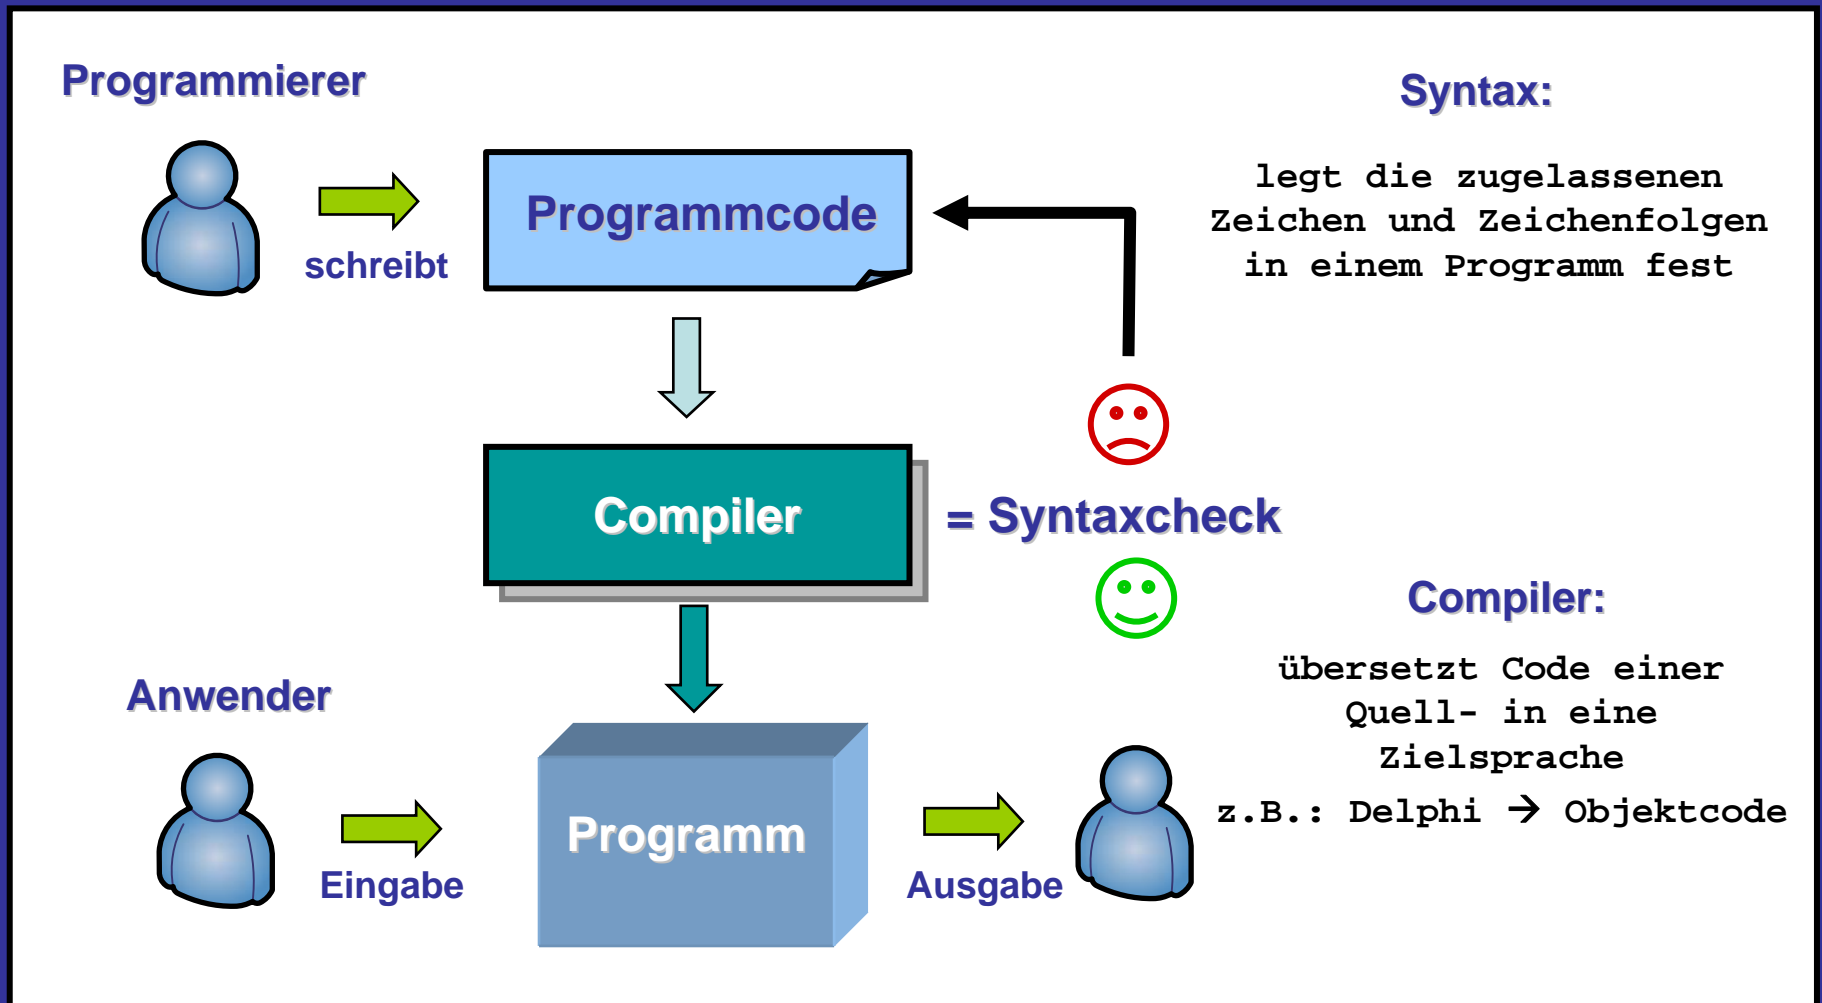 Programmierer
Syntax:
Programmcode
schreibt
legt die zugelassenen
Zeichen und Zeichenfolgen
in einem Programm fest
Compiler
= Syntaxcheck
Compiler:
übersetzt Code einer
Quell- in eine
Zielsprache
z.B.: Delphi → Objektcode
Anwender
Programm
Eingabe
Ausgabe